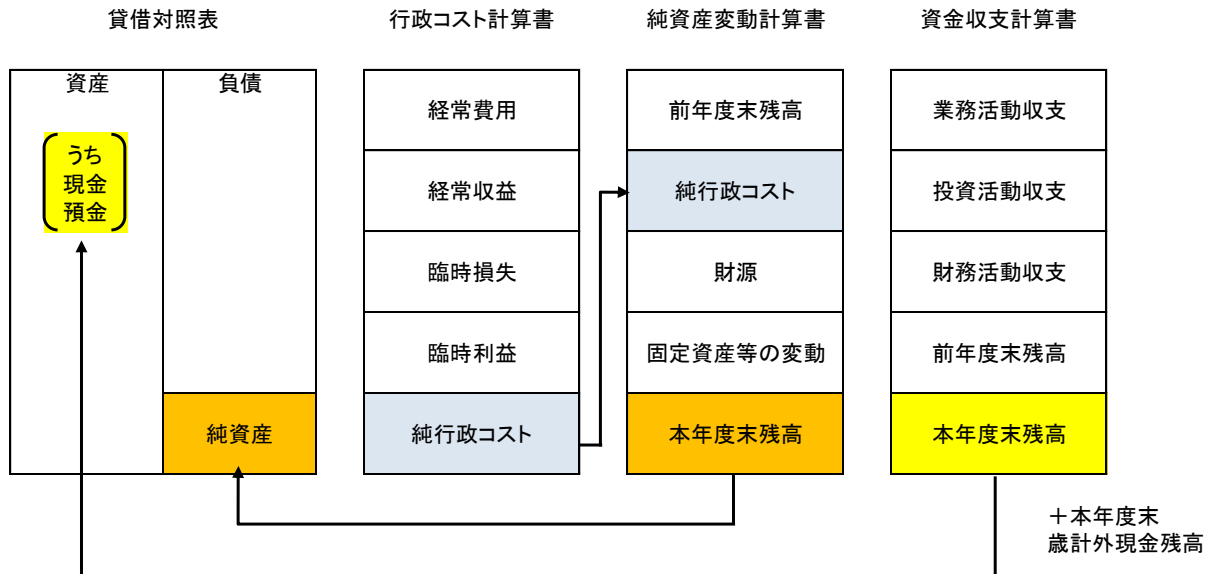 貸借対照表
行政コスト計算書
純資産変動計算書
資金収支計算書
資産
負債
うち
現金
預金
純資産
経常費用
経常収益
臨時損失
臨時利益
純行政コスト
前年度末残高
純行政コスト
財源
固定資産等の変動
本年度末残高
業務活動収支
投資活動収支
財務活動収支
前年度末残高
本年度末残高
＋本年度末
歳計外現金残高